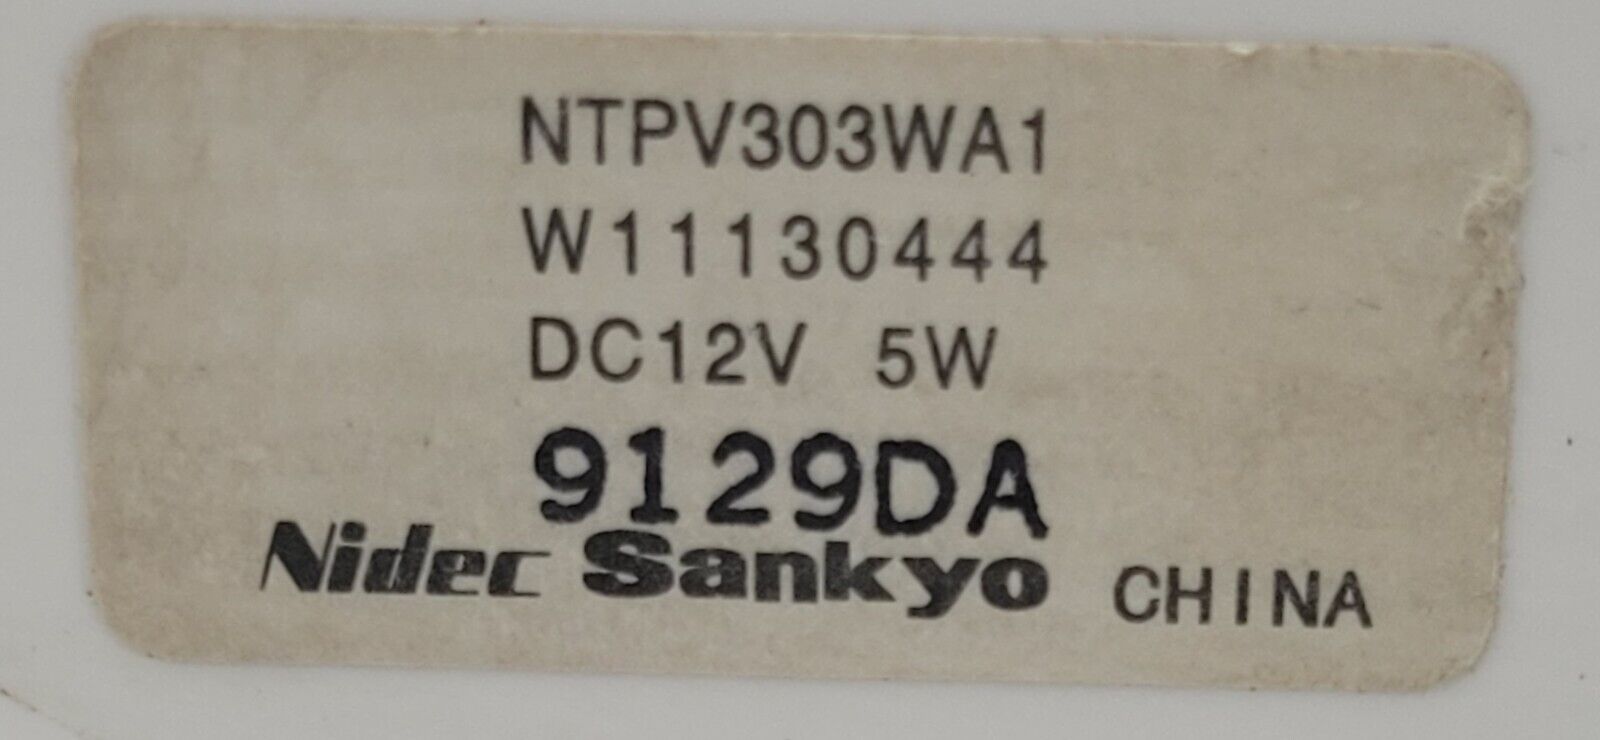 NTPV303WA1
W11130444
DC12V 5W
9129DA
Nidec Sankyo CHINA